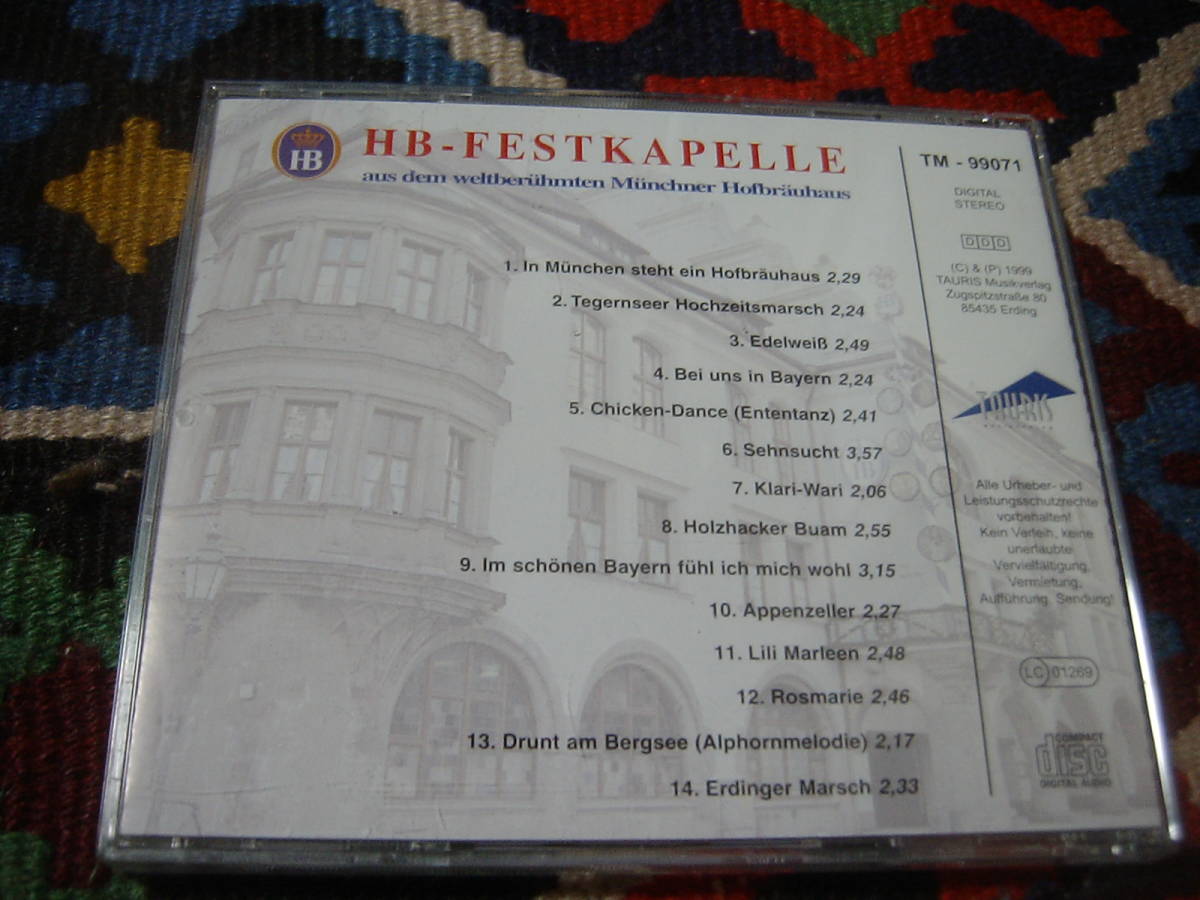 HB
HB-FESTKAPELLE
aus dem weltberühmten Münchner Hofbräuhaus
1. In München steht ein Hofbräuhaus 2,29
2. Tegernseer Hochzeitsmarsch 2,24
3. Edelweiß 2,49
4. Bei uns in Bayern 2,24
5. Chicken-Dance (Ententanz) 2,41
6. Sehnsucht 3,57
7. Klari-Wari 2,06
8. Holzhacker Buam 2,55
9. Im schönen Bayern fühl ich mich wohl 3,15
10. Appenzeller 2,27
11. Lili Marleen 2,48
12. Rosmarie 2,46
13. Drunt am Bergsee (Alphornmelodie) 2,17
14. Erdinger Marsch 2,33
TM - 99071
DIGITAL
STEREO
DDD
(C) & (P) 1999
TAURIS Musikverlag
Zugspitzstraße 80
85435 Erding
TAURIS
Alle Urheber- und
Leistungsschutzrechte
vorbehalten!
Kein Verleih, keine
unerlaubte
Vervielfältigung,
Vermietung,
Aufführung, Sendung!
LC 01269
COMPACT
disc
DIGITAL AUDIO